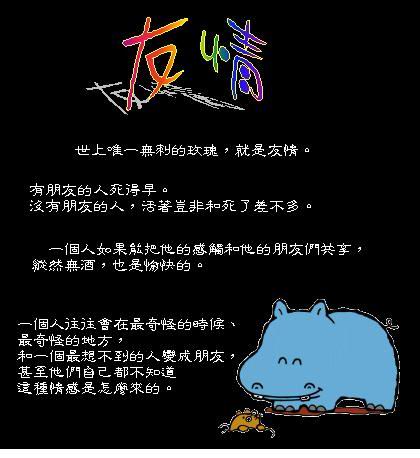 友情
世上唯一無刺的玫瑰，就是友情。
有朋友的人死得早。
沒有朋友的人，活著豈非和死了差不多。
一個人如果能把他的感觸和他的朋友們共享，
縱然無酒，也是愉快的。
一個人往往會在最奇怪的時候、
最奇怪的地方，
和一個最想不到的人變成朋友，
甚至他們自己都不知道
這種情感是怎麼來的。